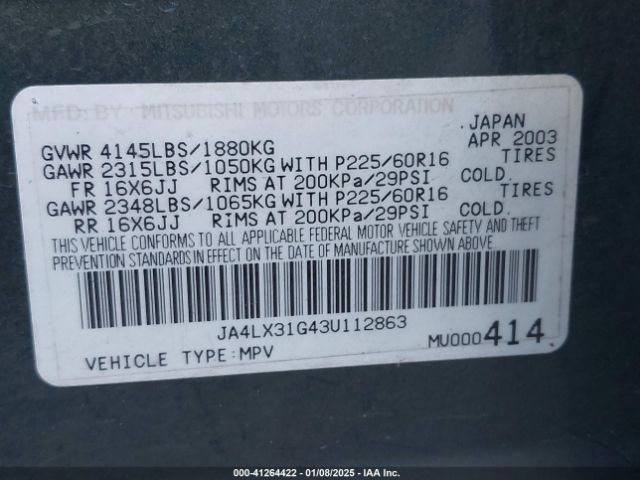 MFD. BY MITSUBISHI MOTORS CORPORATION
. JAPAN
GVWR 4145LBS/1880KG APR 2003
GAWR 2315LBS/1050KG WITH P225/60R16 TIRES
FR 16X6JJ RIMS AT 200KPa/29PSI COLD.
GAWR 2348LBS/1065KG WITH P225/60R16 TIRES
RR 16X6JJ RIMS AT 200KPa/29PSI COLD.
THIS VEHICLE CONFORMS TO ALL APPLICABLE FEDERAL MOTOR VEHICLE SAFETY AND THEFT
PREVENTION STANDARDS IN EFFECT ON THE DATE OF MANUFACTURE SHOWN ABOVE.
JA4LX31G43U112863
VEHICLE TYPE:MPV MU000414
000-41264422 - 01/08/2025 - IAA Inc.